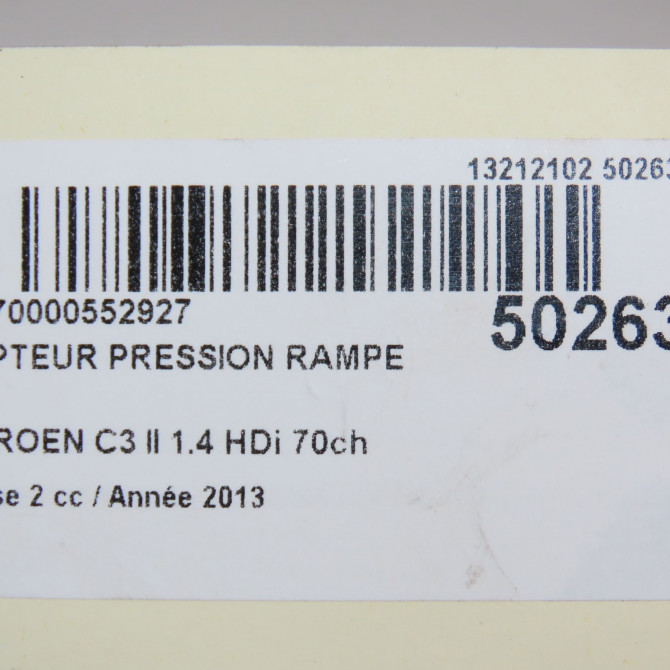 13212102 50263
70000552927
50263
PTEUR PRESSION RAMPE
ROEN C3 II 1.4 HDi 70ch
se 2 cc / Année 2013